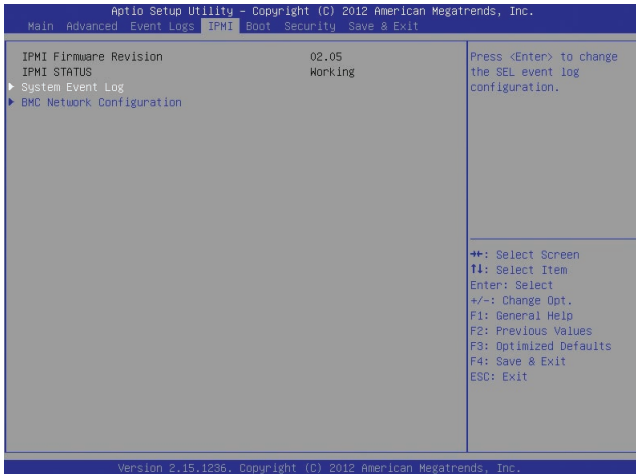 Aptio Setup Utility – Copyright (C) 2012 American Megatrends, Inc.
Main Advanced Event Logs IPMI Boot Security Save & Exit
IPMI Firmware Revision 02.05
IPMI STATUS Working
▶ System Event Log
▶ BMC Network Configuration
Press <Enter> to change
the SEL event log
configuration.
→←: Select Screen
↑↓: Select Item
Enter: Select
+/-: Change Opt.
F1: General Help
F2: Previous Values
F3: Optimized Defaults
F4: Save & Exit
ESC: Exit
Version 2.15.1236. Copyright (C) 2012 American Megatrends, Inc.